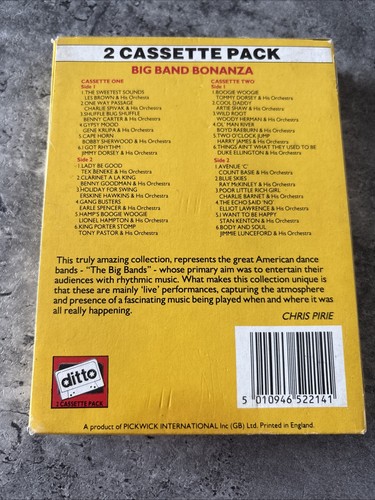 2 CASSETTE PACK
BIG BAND BONANZA
CASSETTE ONE
Side 1
1.THE SWEETEST SOUNDS
LES BROWN & His Orchestra
2.ONE WAY PASSAGE
CHARLIE SPIVAK & His Orchestra
3.SHUFFLE BUG SHUFFLE
BENNY CARTER & His Orchestra
4.GYPSY MOOD
GENE KRUPA & His Orchestra
5.CAPE HORN
BOBBY SHERWOOD & His Orchestra
6.I GOT RHYTHM
JIMMY DORSEY & His Orchestra
Side 2
1.LADY BE GOOD
TEX BENEKE & His Orchestra
2.CLARINET A LA KING
BENNY GOODMAN & His Orchestra
3.HOLIDAY FOR SWING
ERSKINE HAWKINS & His Orchestra
4.GANG BUSTERS
EARLE SPENCER & His Orchestra
5.HAMP'S BOOGIE WOOGIE
LIONEL HAMPTON & His Orchestra
6.KING PORTER STOMP
TONY PASTOR & His Orchestra
CASSETTE TWO
Side 1
1.BOOGIE WOOGIE
TOMMY DORSEY & His Orchestra
2.COOL DADDY
ARTIE SHAW & His Orchestra
3.WILD ROOT
WOODY HERMAN & His Orchestra
4.OL' MAN RIVER
BOYD RAEBURN & His Orchestra
5.TWO O'CLOCK JUMP
HARRY JAMES & His Orchestra
6.THINGS AIN'T WHAT THEY USED TO BE
DUKE ELLINGTON & His Orchestra
Side 2
1.AVENUE 'C'
COUNT BASIE & His Orchestra
2.BLUE SKIES
RAY McKINLEY & His Orchestra
3.POOR LITTLE RICH GIRL
CHARLIE BARNET & His Orchestra
4.THE ECHO SAID 'NO'
ELLIOT LAWRENCE & His Orchestra
5.I WANT TO BE HAPPY
STAN KENTON & His Orchestra
6.BODY AND SOUL
JIMMIE LUNCEFORD & His Orchestra
This truly amazing collection, represents the great American dance
bands - "The Big Bands" - whose primary aim was to entertain their
audiences with rhythmic music. What makes this collection unique is
that these are mainly 'live' performances, capturing the atmosphere
and presence of a fascinating music being played when and where it was
all really happening.
CHRIS PIRIE
ditto
2 CASSETTE PACK
5 010946 522141
A product of PICKWICK INTERNATIONAL Inc (GB) Ltd. Printed in England.